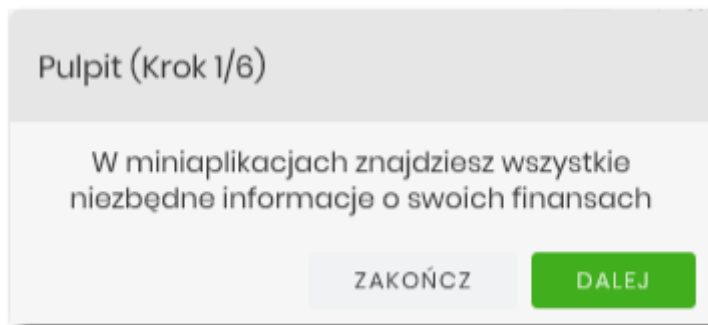 Pulpit (Krok 1/6)
W miniaplikacjach znajdziesz wszystkie
niezbędne informacje o swoich finansach
ZAKOŃCZ
DALEJ